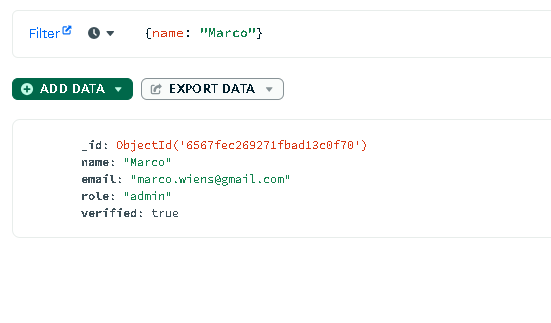 Filter {name: "Marco"}
ADD DATA EXPORT DATA
_id: ObjectId('6567fec269271fbad13c0f70')
name: "Marco"
email: "marco.wiens@gmail.com"
role: "admin"
verified: true